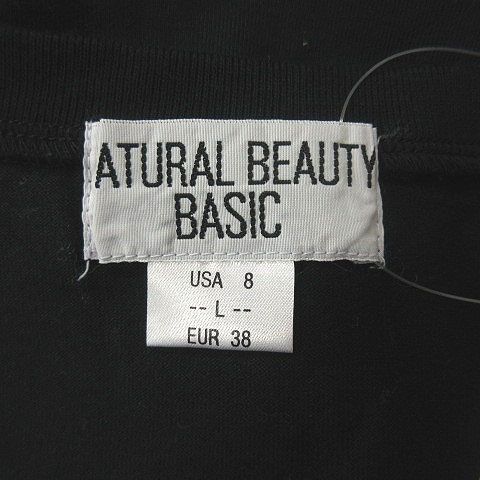 ATURAL BEAUTY
BASIC
USA 8
-- L --
EUR 38